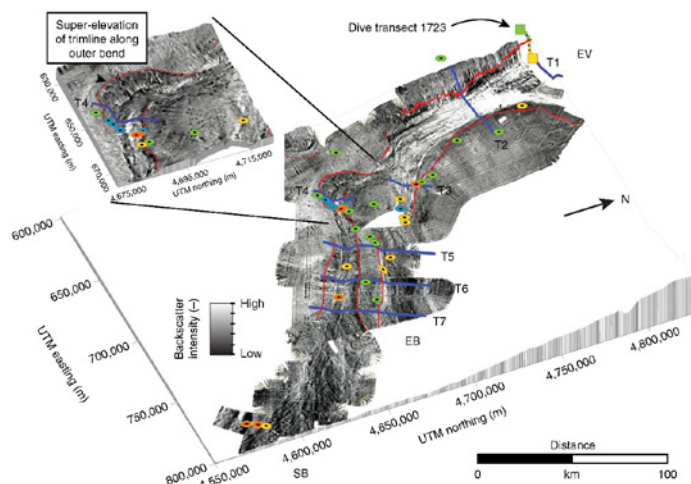 Super-elevation
of trimline along
outer bend
Dive transect 1723
EV
T1
T2
T3
T4
T5
T6
T7
EB
SB
N
T4
630,000
650,000
670,000
UTM easting (m)
4,675,000
4,695,000
4,715,000
UTM northing (m)
600,000
650,000
700,000
750,000
800,000
UTM easting (m)
4,550,000
4,600,000
4,650,000
4,700,000
4,750,000
4,800,000
UTM northing (m)
Backscatter
intensity (–)
High
Low
Distance
0
km
100